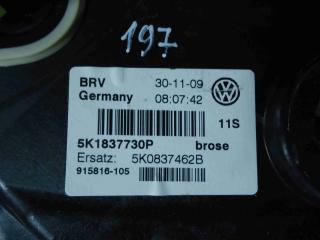 197
BRV 30-11-09
Germany 08:07:42
11S
5K1837730P brose
Ersatz: 5K0837462B
915816-105